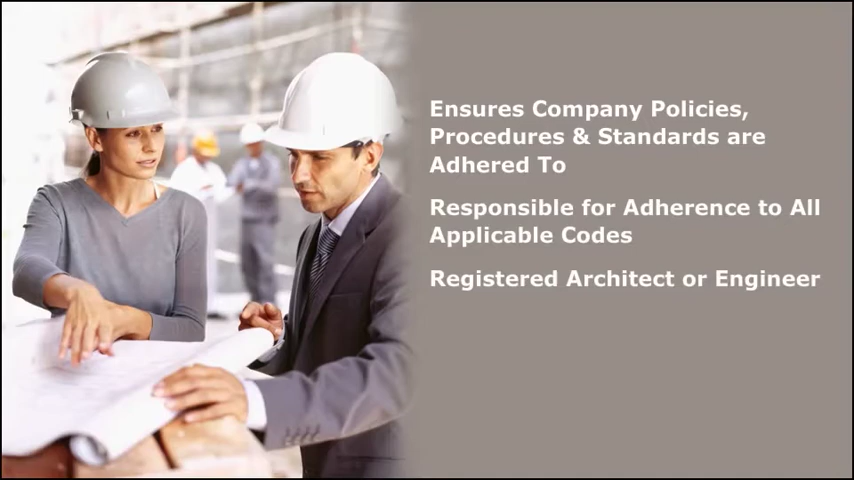 Ensures Company Policies,
Procedures & Standards are
Adhered To
Responsible for Adherence to All
Applicable Codes
Registered Architect or Engineer